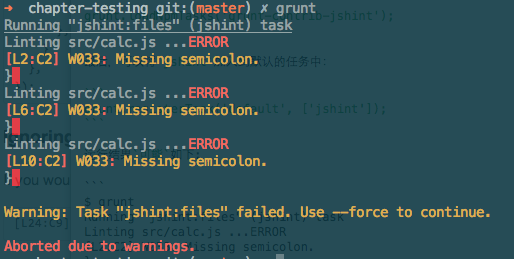 ➜ chapter-testing git:(master) ✗ grunt
Running "jshint:files" (jshint) task
Linting src/calc.js ...ERROR
[L2:C2] W033: Missing semicolon.
}
Linting src/calc.js ...ERROR
[L6:C2] W033: Missing semicolon.
}
Linting src/calc.js ...ERROR
[L10:C2] W033: Missing semicolon.
}
Warning: Task "jshint:files" failed. Use --force to continue.
Aborted due to warnings.